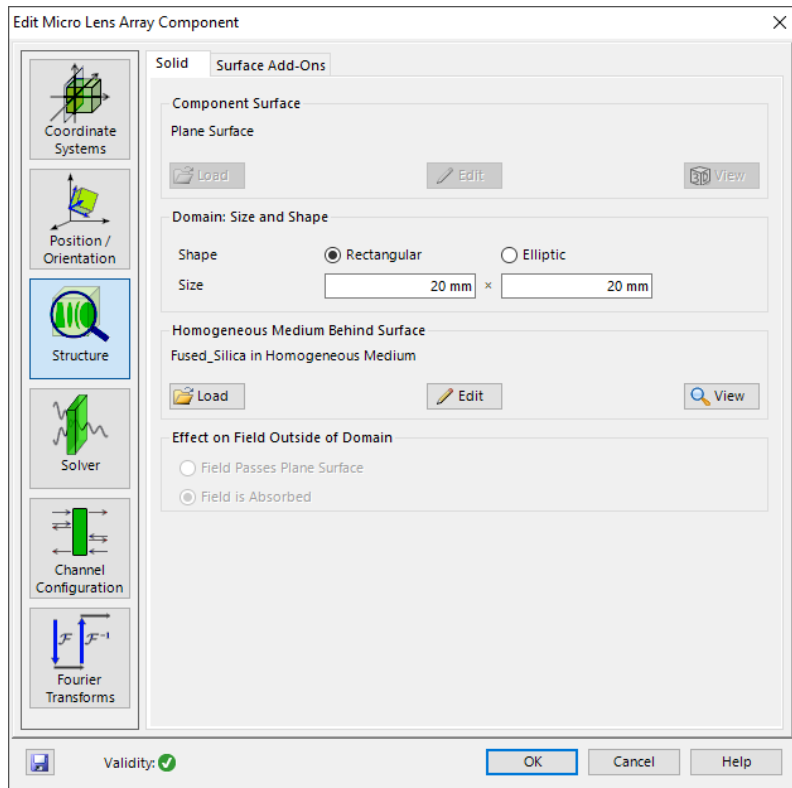 Edit Micro Lens Array Component
Coordinate
Systems
Position /
Orientation
Structure
Solver
Channel
Configuration
ℱ ℱ⁻¹
Fourier
Transforms
Solid Surface Add-Ons
Component Surface
Plane Surface
Load Edit 3D View
Domain: Size and Shape
Shape Rectangular Elliptic
Size 20 mm × 20 mm
Homogeneous Medium Behind Surface
Fused_Silica in Homogeneous Medium
Load Edit View
Effect on Field Outside of Domain
Field Passes Plane Surface
Field is Absorbed
Validity: OK Cancel Help